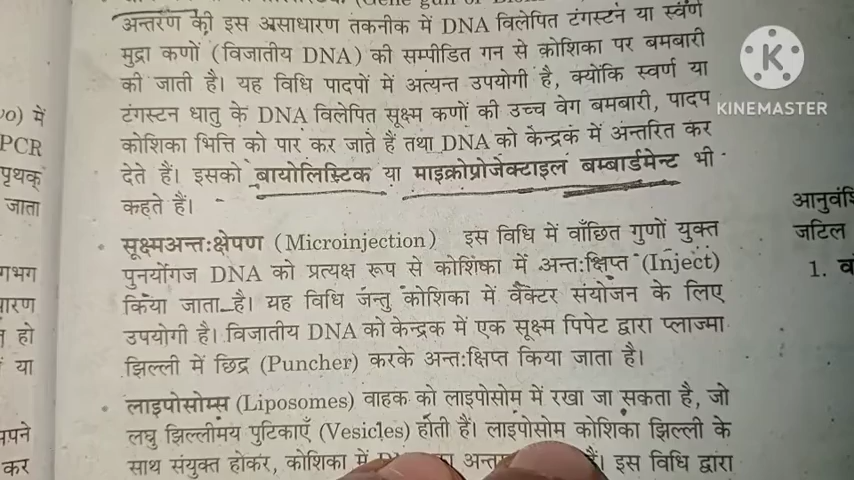 अन्तरण की इस असाधारण तकनीक में DNA विलेपित टंगस्टन या स्वर्ण
मुद्रा कणों (विजातीय DNA) की सम्पीडित गन से कोशिका पर बमबारी
की जाती है। यह विधि पादपों में अत्यन्त उपयोगी है, क्योंकि स्वर्ण या
टंगस्टन धातु के DNA विलेपित सूक्ष्म कणों की उच्च वेग बमबारी, पादप
कोशिका भित्ति को पार कर जाते हैं तथा DNA को केन्द्रकं में अन्तरित कर
देते हैं। इसको बायोलिस्टिक या माइक्रोप्रोजेक्टाइल बम्बार्डमेन्ट भी
कहते हैं।
• सूक्ष्मअन्तःक्षेपण (Microinjection) इस विधि में वाँछित गुणों युक्त
पुनर्योगज DNA को प्रत्यक्ष रूप से कोशिका में अन्तःक्षिप्त (Inject)
किया जाता है। यह विधि जन्तु कोशिका में वैक्टर संयोजन के लिए
उपयोगी है। विजातीय DNA को केन्द्रक में एक सूक्ष्म पिपेट द्वारा प्लाज्मा
झिल्ली में छिद्र (Puncher) करके अन्तःक्षिप्त किया जाता है।
• लाइपोसोम्स (Liposomes) वाहक को लाइपोसोम में रखा जा सकता है, जो
लघु झिल्लीमय पुटिकाएँ (Vesicles) होती हैं। लाइपोसोम कोशिका झिल्ली के
साथ संयुक्त होकर, कोशिका में इस विधि द्वारा
में
PCR
पृथक्
जाता
हो
या
कर
जटिल
1.
KINEMASTER